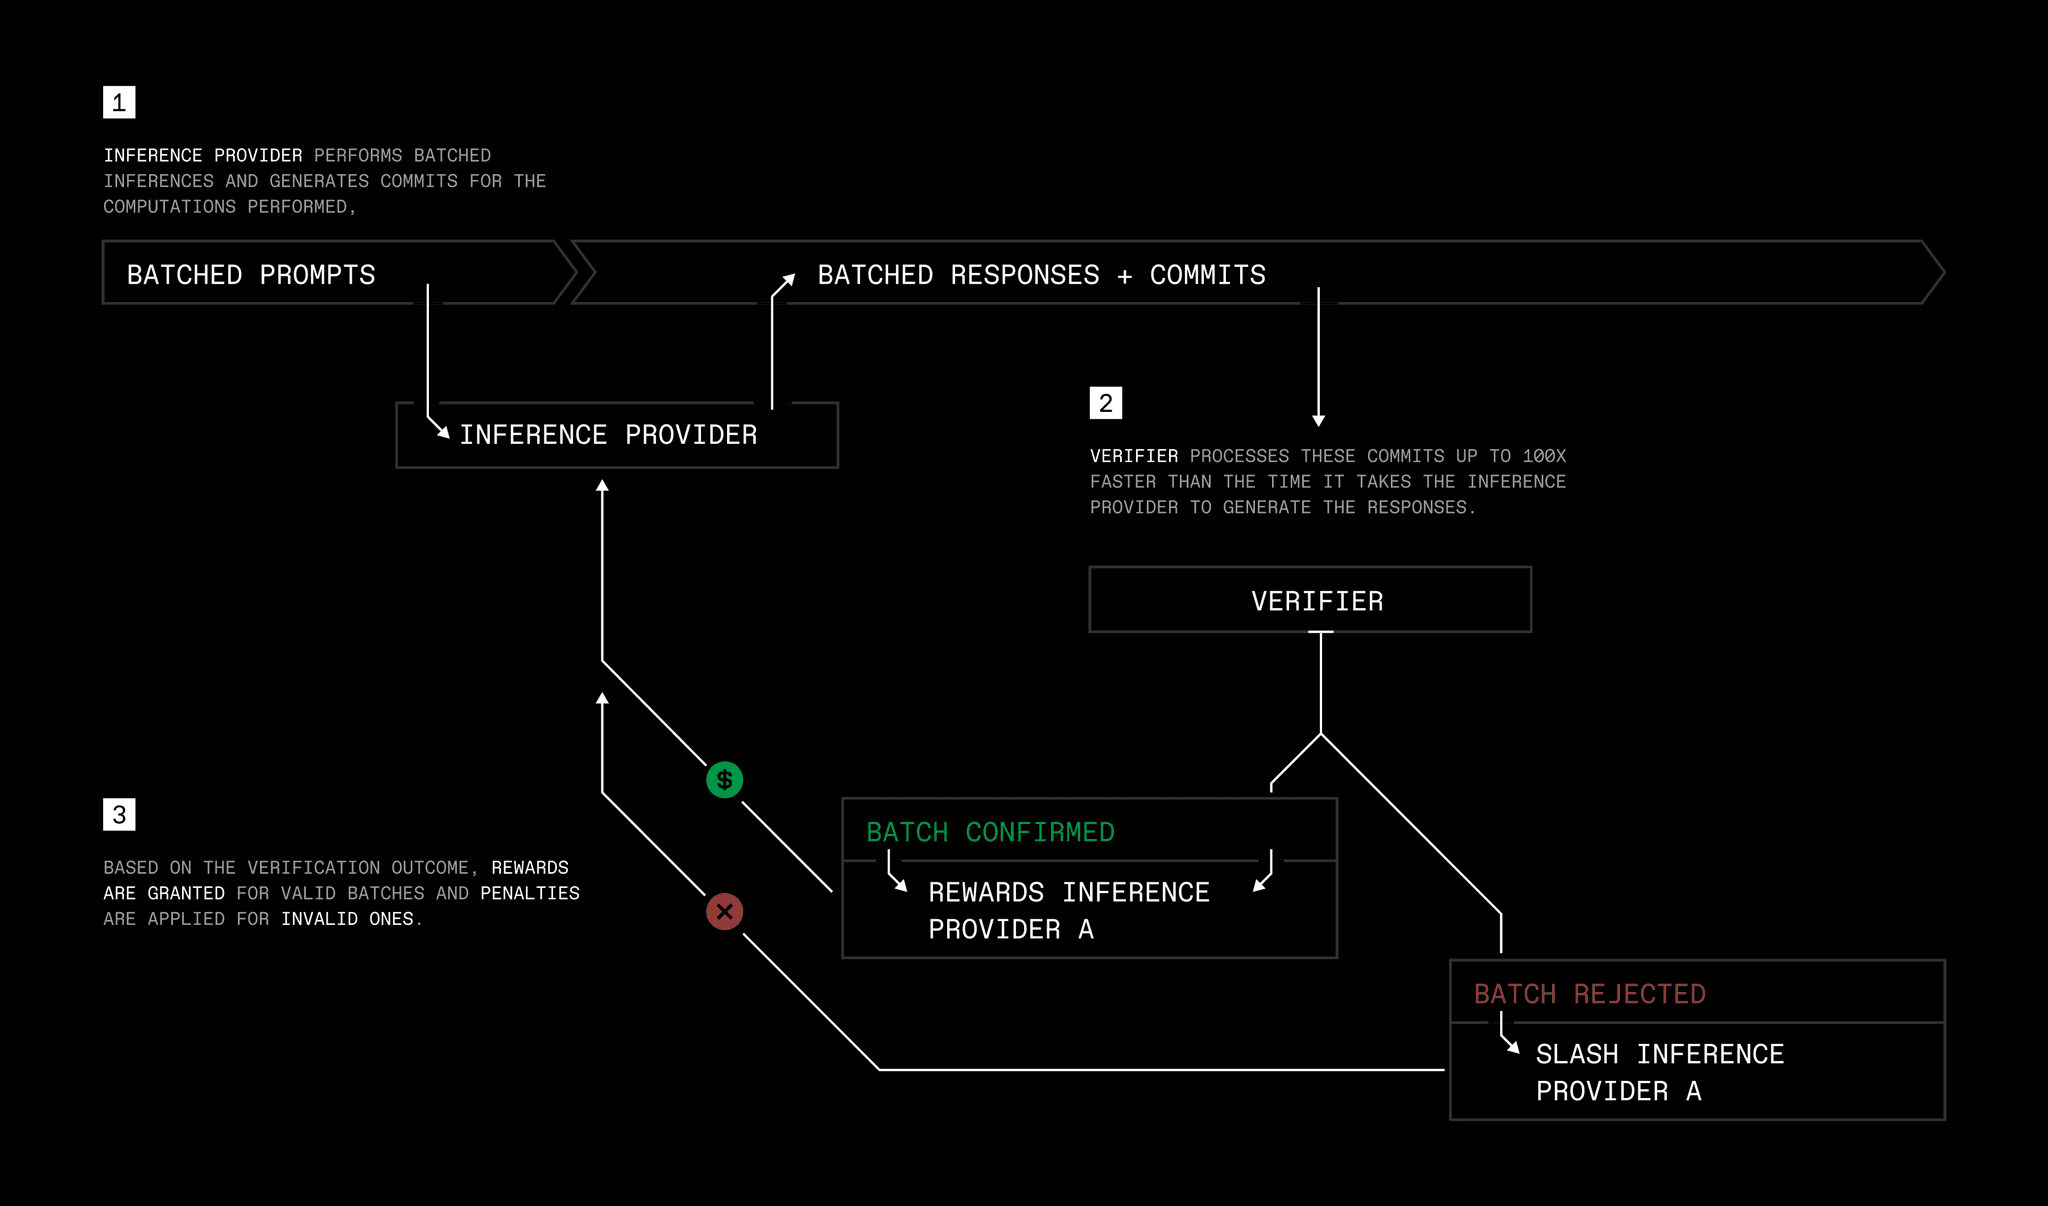 1
INFERENCE PROVIDER PERFORMS BATCHED
INFERENCES AND GENERATES COMMITS FOR THE
COMPUTATIONS PERFORMED,
BATCHED PROMPTS
BATCHED RESPONSES + COMMITS
INFERENCE PROVIDER
2
VERIFIER PROCESSES THESE COMMITS UP TO 100X
FASTER THAN THE TIME IT TAKES THE INFERENCE
PROVIDER TO GENERATE THE RESPONSES.
VERIFIER
$
3
BASED ON THE VERIFICATION OUTCOME, REWARDS
ARE GRANTED FOR VALID BATCHES AND PENALTIES
ARE APPLIED FOR INVALID ONES.
BATCH CONFIRMED
REWARDS INFERENCE
PROVIDER A
BATCH REJECTED
SLASH INFERENCE
PROVIDER A